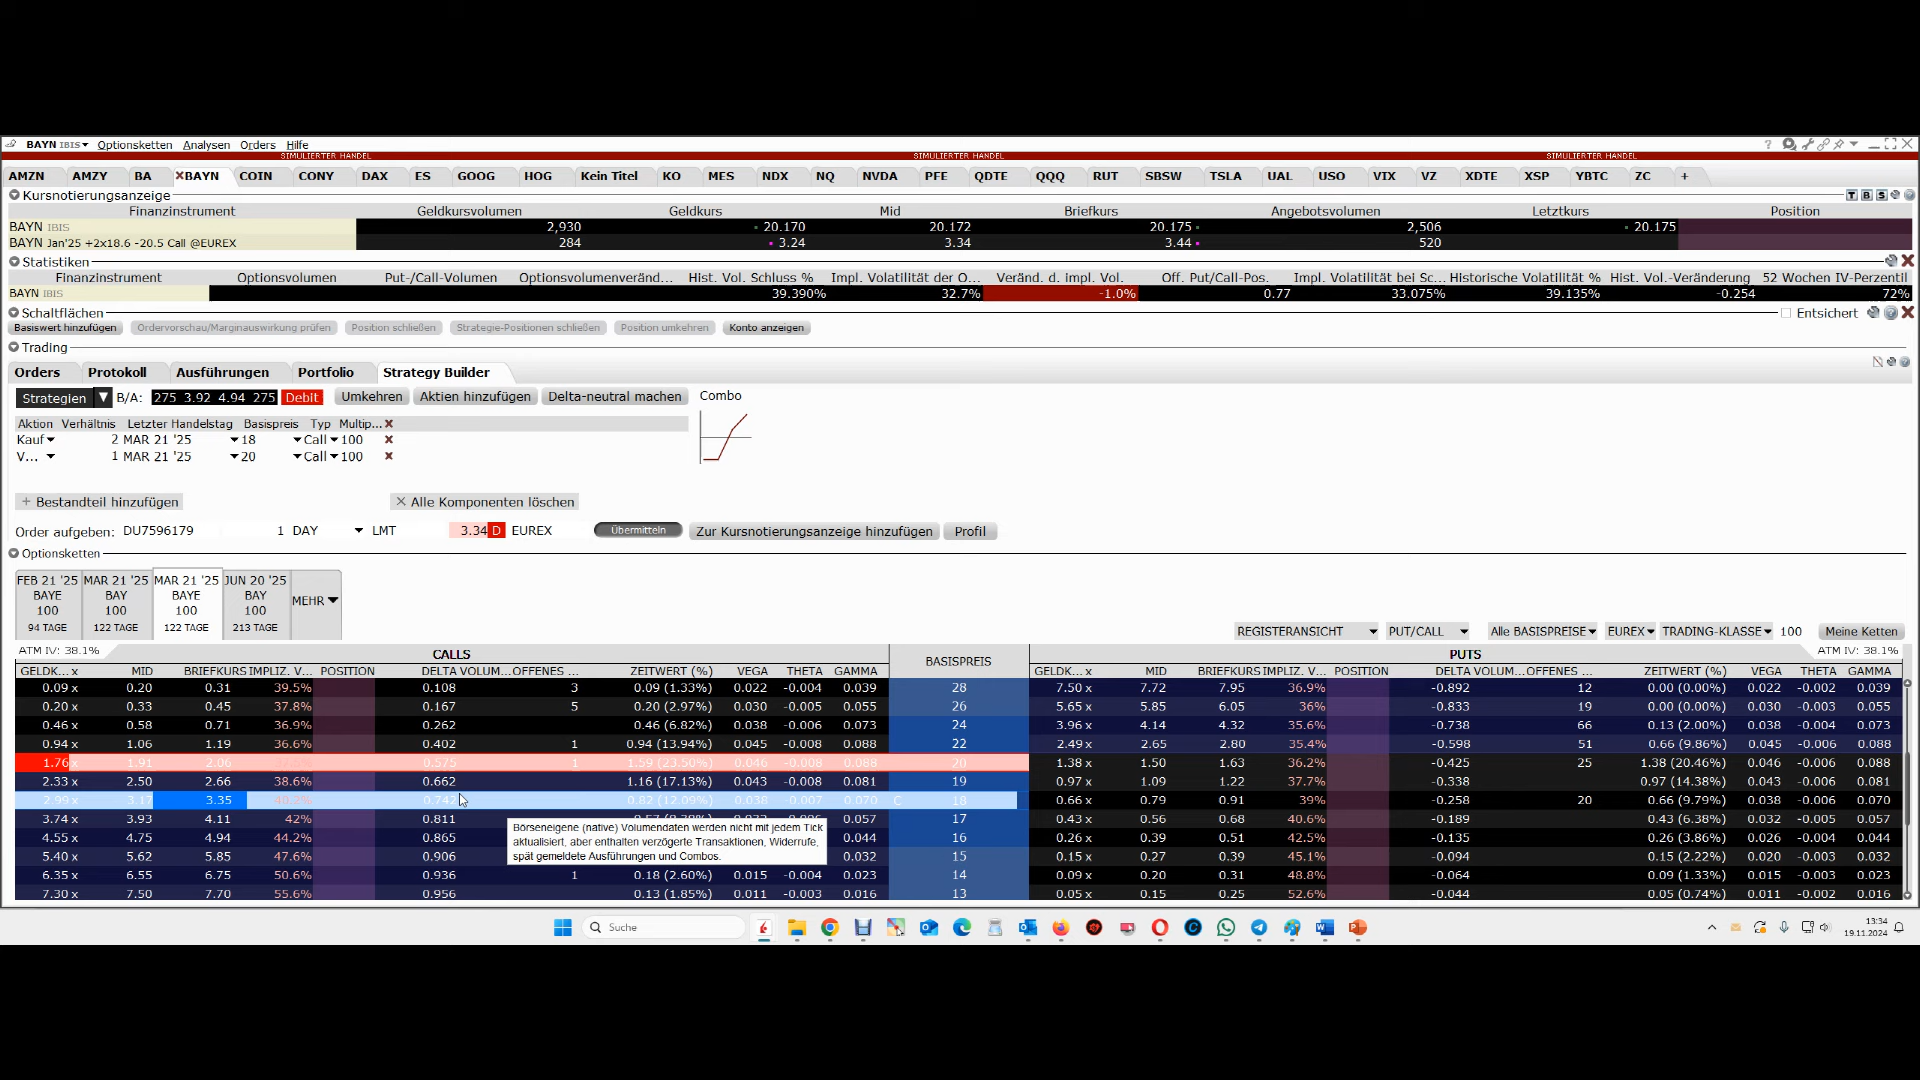 BAYN IBIS Optionsketten Analysen Orders Hilfe
SIMULIERTER HANDEL SIMULIERTER HANDEL SIMULIERTER HANDEL
AMZN AMZY BA BAYN COIN CONY DAX ES GOOG HOG Kein Titel KO MES NDX NQ NVDA PFE QDTE QQQ RUT SBSW TSLA UAL USO VIX VZ XDTE XSP YBTC ZC +
Kursnotierungsanzeige T B S
Finanzinstrument Geldkursvolumen Geldkurs Mid Briefkurs Angebotsvolumen Letztkurs Position
BAYN IBIS 2,930 20.170 20.172 20.175 2,506 20.175
BAYN Jan'25 +2x18.6 -20.5 Call @EUREX 284 3.24 3.34 3.44 520
Statistiken
Finanzinstrument Optionsvolumen Put-/Call-Volumen Optionsvolumenveränd... Hist. Vol. Schluss % Impl. Volatilität der O... Veränd. d. impl. Vol. Off. Put/Call-Pos. Impl. Volatilität bei Sc... Historische Volatilität % Hist. Vol.-Veränderung 52 Wochen IV-Perzentil
BAYN IBIS 39.390% 32.7% -1.0% 0.77 33.075% 39.135% -0.254 72%
Schaltflächen Entsichert
Basiswert hinzufügen Ordervorschau/Marginauswirkung prüfen Position schließen Strategie-Positionen schließen Position umkehren Konto anzeigen
Trading
Orders Protokoll Ausführungen Portfolio Strategy Builder
Strategien B/A: 275 3.92 4.94 275 Debit Umkehren Aktien hinzufügen Delta-neutral machen Combo
Aktion Verhältnis Letzter Handelstag Basispreis Typ Multip...
Kauf 2 MAR 21 '25 18 Call 100
V... 1 MAR 21 '25 20 Call 100
+ Bestandteil hinzufügen Alle Komponenten löschen
Order aufgeben: DU7596179 1 DAY LMT 3.34 D EUREX Übermitteln Zur Kursnotierungsanzeige hinzufügen Profil
Optionsketten
FEB 21 '25 MAR 21 '25 MAR 21 '25 JUN 20 '25
BAYE BAY BAYE BAY MEHR
100 100 100 100
94 TAGE 122 TAGE 122 TAGE 213 TAGE
REGISTERANSICHT PUT/CALL Alle BASISPREISE EUREX TRADING-KLASSE 100 Meine Ketten
ATM IV: 38.1% CALLS BASISPREIS PUTS ATM IV: 38.1%
GELDK... x MID BRIEFKURS IMPLIZ. V... POSITION DELTA VOLUM... OFFENES ... ZEITWERT (%) VEGA THETA GAMMA GELDK... x MID BRIEFKURS IMPLIZ. V... POSITION DELTA VOLUM... OFFENES ... ZEITWERT (%) VEGA THETA GAMMA
0.09 x 0.20 0.31 39.5% 0.108 3 0.09 (1.33%) 0.022 -0.004 0.039 28 7.50 x 7.72 7.95 36.9% -0.892 12 0.00 (0.00%) 0.022 -0.002 0.039
0.20 x 0.33 0.45 37.8% 0.167 5 0.20 (2.97%) 0.030 -0.005 0.055 26 5.65 x 5.85 6.05 36% -0.833 19 0.00 (0.00%) 0.030 -0.003 0.055
0.46 x 0.58 0.71 36.9% 0.262 0.46 (6.82%) 0.038 -0.006 0.073 24 3.96 x 4.14 4.32 35.6% -0.738 66 0.13 (2.00%) 0.038 -0.004 0.073
0.94 x 1.06 1.19 36.6% 0.402 1 0.94 (13.94%) 0.045 -0.008 0.088 22 2.49 x 2.65 2.80 35.4% -0.598 51 0.66 (9.86%) 0.045 -0.006 0.088
1.76 x 1.91 2.06 0.575 1 1.59 (23.50%) 0.046 -0.008 0.088 20 1.38 x 1.50 1.63 36.2% -0.425 25 1.38 (20.46%) 0.046 -0.006 0.088
2.33 x 2.50 2.66 38.6% 0.662 1.16 (17.13%) 0.043 -0.008 0.081 19 0.97 x 1.09 1.22 37.7% -0.338 0.97 (14.38%) 0.043 -0.006 0.081
2.99 x 3.17 3.35 40.2% 0.742 0.82 (12.09%) 0.038 -0.007 0.070 C 18 0.66 x 0.79 0.91 39% -0.258 20 0.66 (9.79%) 0.038 -0.006 0.070
3.74 x 3.93 4.11 42% 0.811 0.057 17 0.43 x 0.56 0.68 40.6% -0.189 0.43 (6.38%) 0.032 -0.005 0.057
4.55 x 4.75 4.94 44.2% 0.865 0.044 16 0.26 x 0.39 0.51 42.5% -0.135 0.26 (3.86%) 0.026 -0.004 0.044
5.40 x 5.62 5.85 47.6% 0.906 0.032 15 0.15 x 0.27 0.39 45.1% -0.094 0.15 (2.22%) 0.020 -0.003 0.032
6.35 x 6.55 6.75 50.6% 0.936 1 0.18 (2.60%) 0.015 -0.004 0.023 14 0.09 x 0.20 0.31 48.8% -0.064 0.09 (1.33%) 0.015 -0.003 0.023
7.30 x 7.50 7.70 55.6% 0.956 0.13 (1.85%) 0.011 -0.003 0.016 13 0.05 x 0.15 0.25 52.6% -0.044 0.05 (0.74%) 0.011 -0.002 0.016
Börseneigene (native) Volumendaten werden nicht mit jedem Tick
aktualisiert, aber enthalten verzögerte Transaktionen, Widerrufe,
spät gemeldete Ausführungen und Combos.
Suche
13:34
19.11.2024